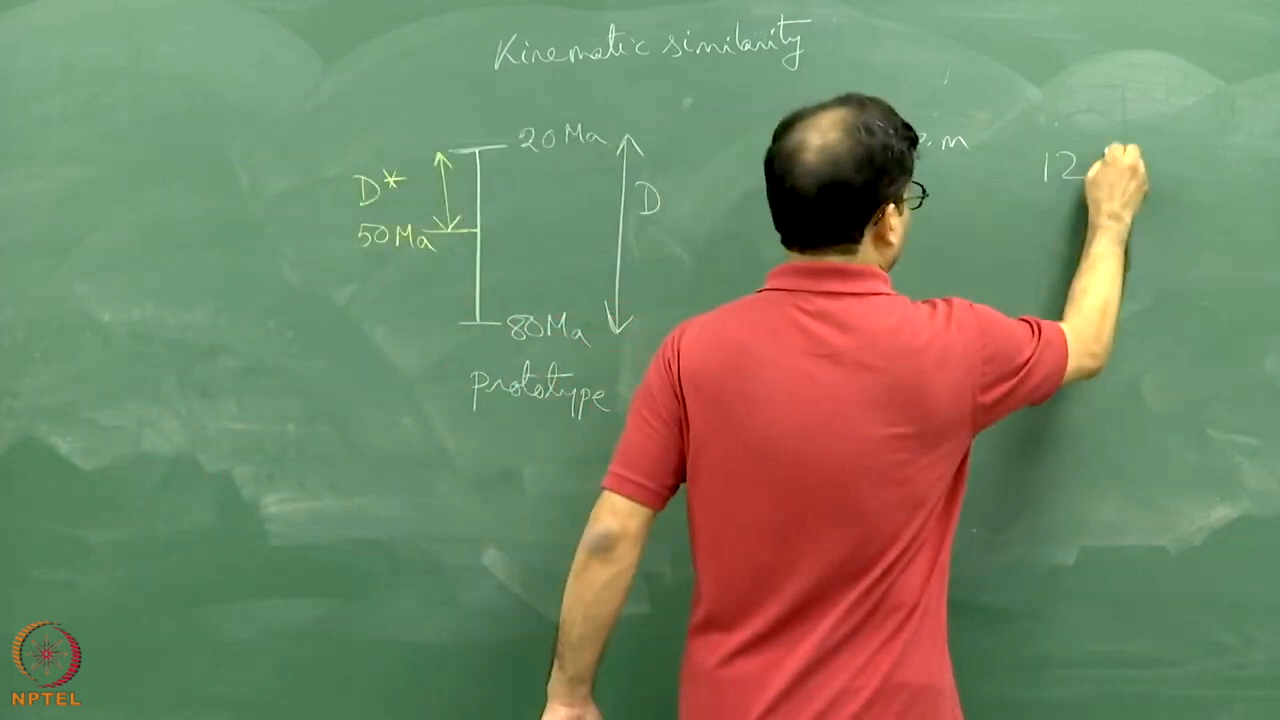 Kinematic similarity
20 Ma
D*
D
50 Ma
80 Ma
prototype
.m
12
NPTEL